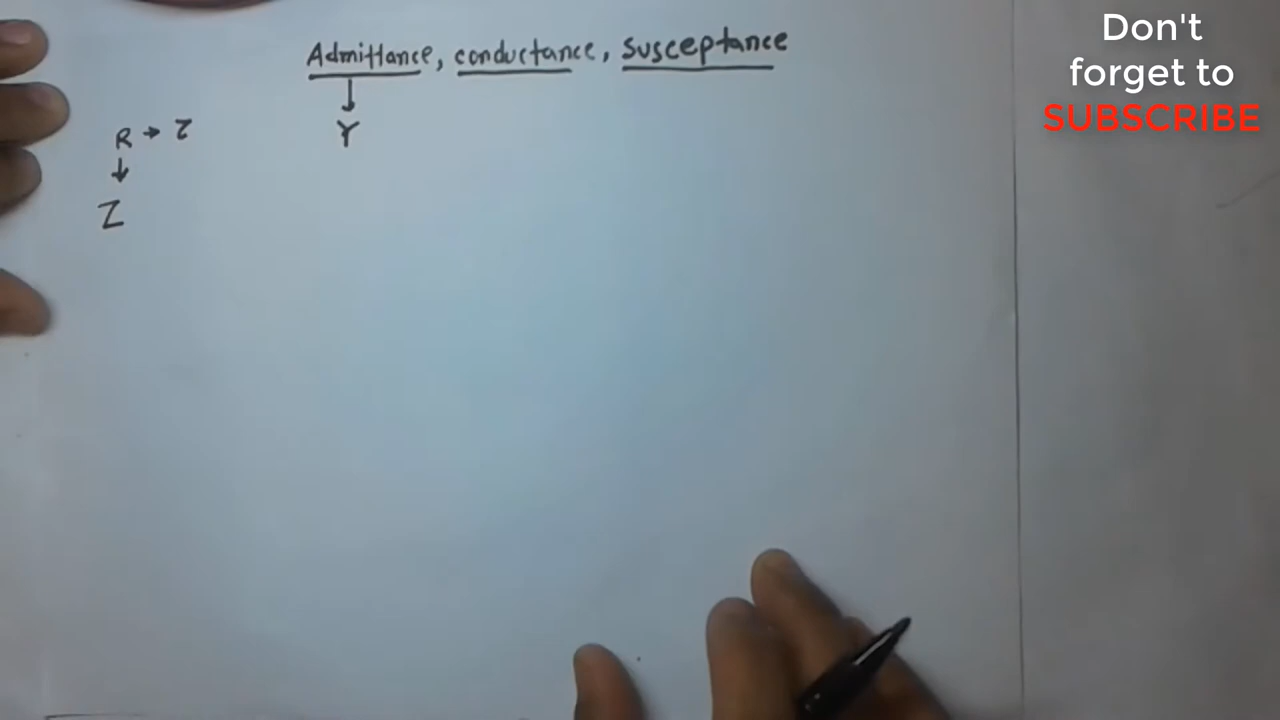 Admittance, conductance, susceptance
Y
R → Z
Z
Don't
forget to
SUBSCRIBE